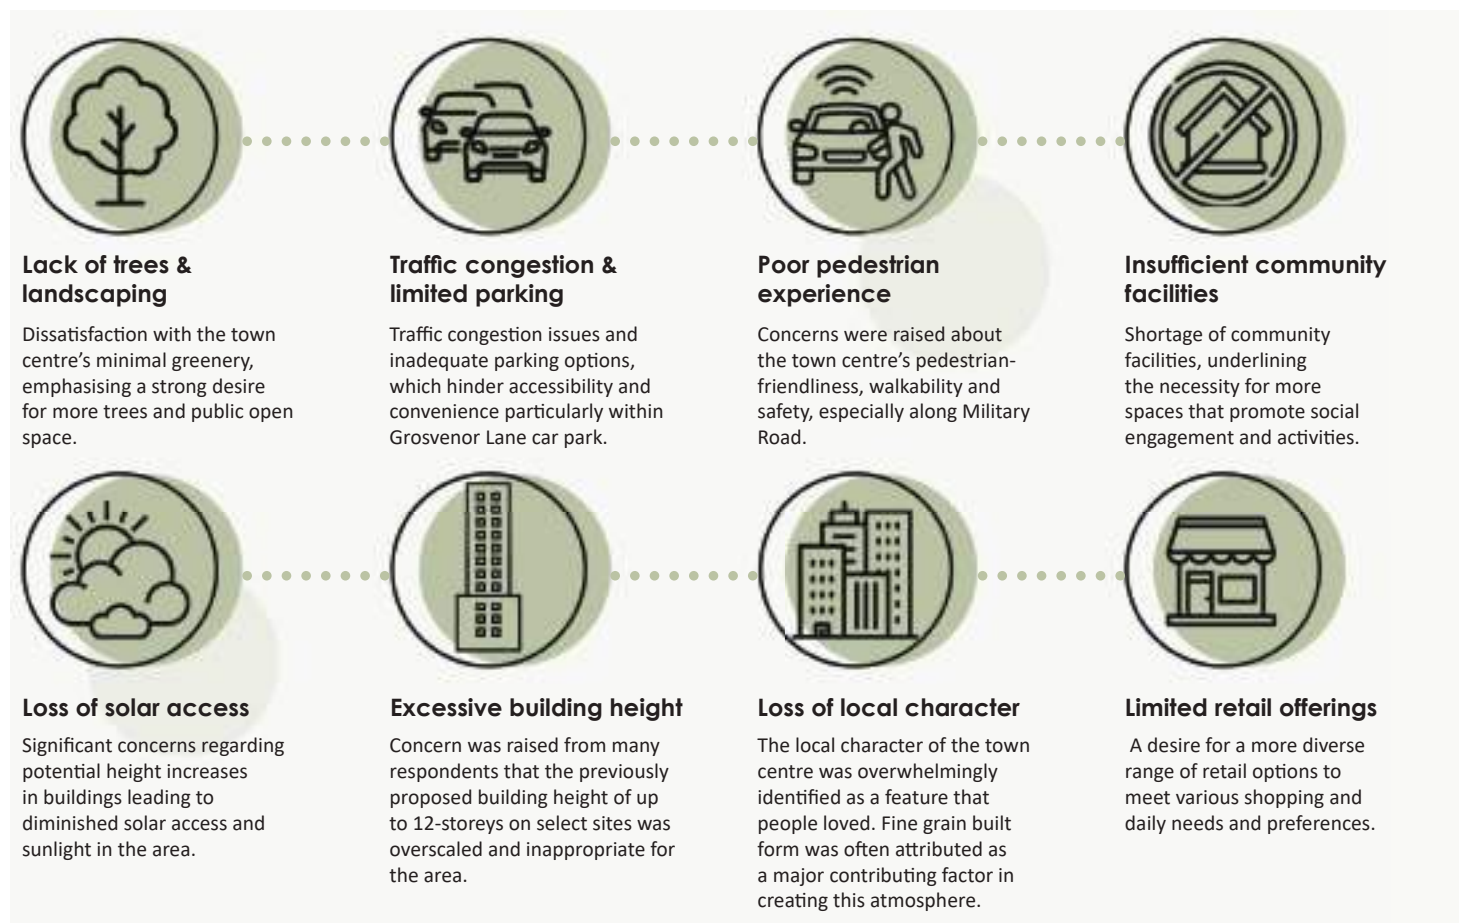 Lack of trees &
landscaping
Dissatisfaction with the town
centre's minimal greenery,
emphasising a strong desire
for more trees and public open
space.
Traffic congestion &
limited parking
Traffic congestion issues and
inadequate parking options,
which hinder accessibility and
convenience particularly within
Grosvenor Lane car park.
Poor pedestrian
experience
Concerns were raised about
the town centre's pedestrian-
friendliness, walkability and
safety, especially along Military
Road.
Insufficient community
facilities
Shortage of community
facilities, underlining
the necessity for more
spaces that promote social
engagement and activities.
Loss of solar access
Significant concerns regarding
potential height increases
in buildings leading to
diminished solar access and
sunlight in the area.
Excessive building height
Concern was raised from many
respondents that the previously
proposed building height of up
to 12-storeys on select sites was
overscaled and inappropriate for
the area.
Loss of local character
The local character of the town
centre was overwhelmingly
identified as a feature that
people loved. Fine grain built
form was often attributed as
a major contributing factor in
creating this atmosphere.
Limited retail offerings
A desire for a more diverse
range of retail options to
meet various shopping and
daily needs and preferences.